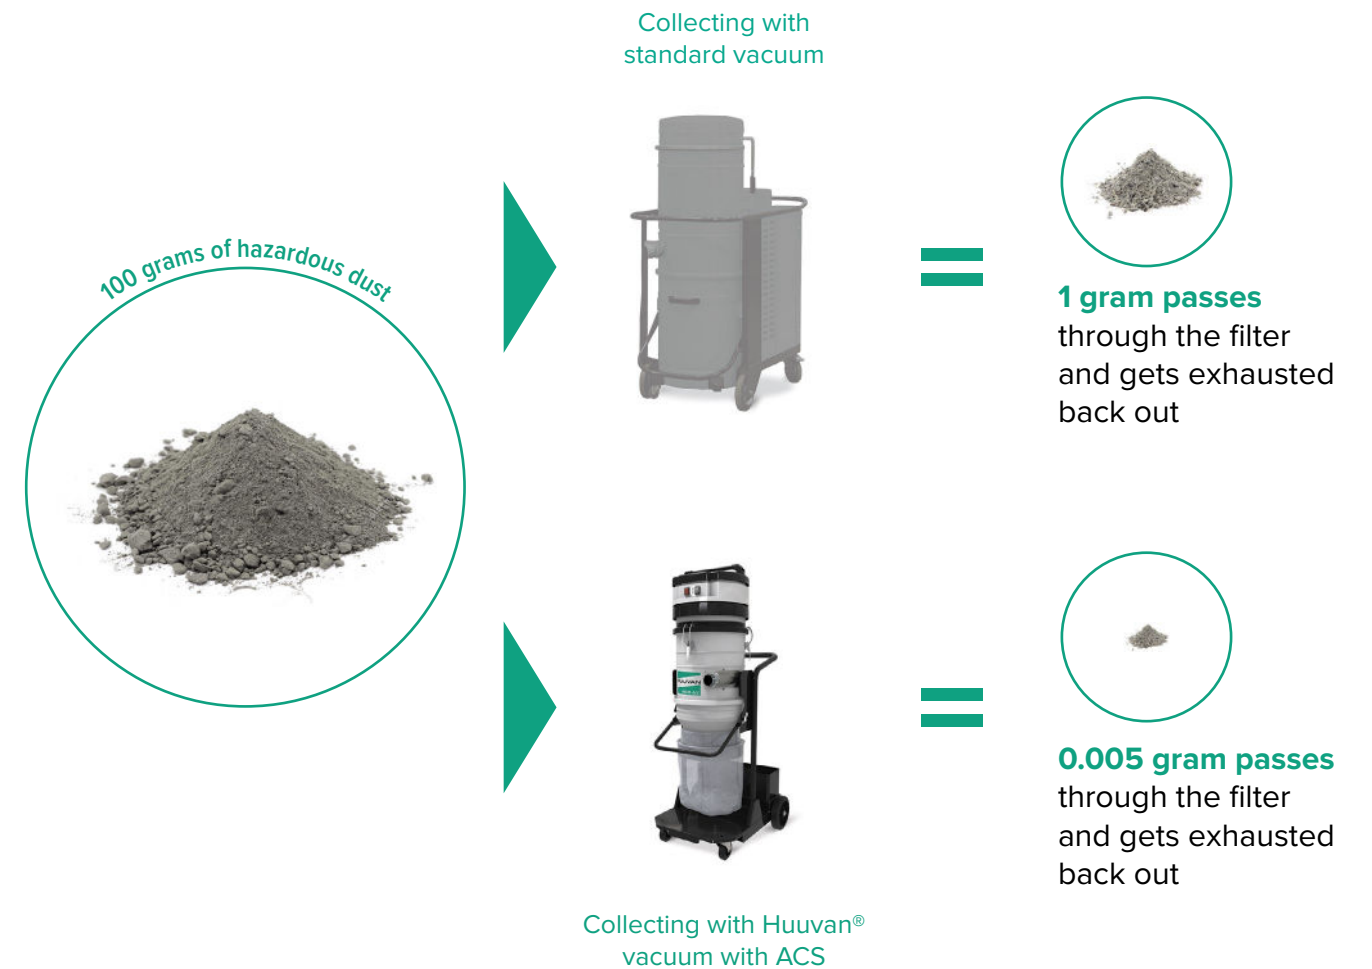 Collecting with
standard vacuum
100 grams of hazardous dust
1 gram passes
through the filter
and gets exhausted
back out
HUUVAN
0.005 gram passes
through the filter
and gets exhausted
back out
Collecting with Huuvan®
vacuum with ACS